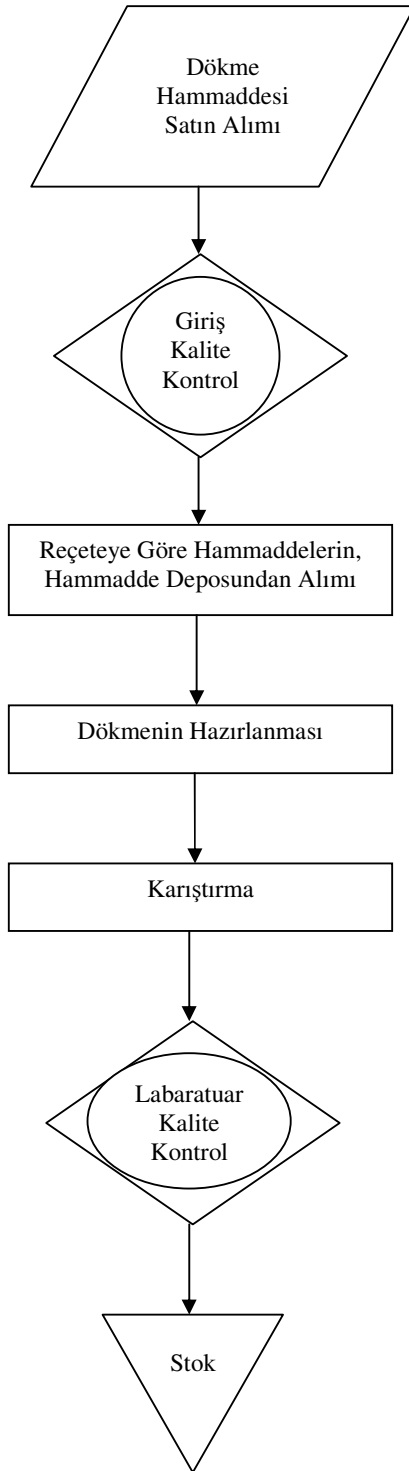 Dökme
Hammaddesi
Satın Alımı
Giriş
Kalite
Kontrol
Reçeteye Göre Hammaddelerin,
Hammadde Deposundan Alımı
Dökmenin Hazırlanması
Karıştırma
Labaratuar
Kalite
Kontrol
Stok